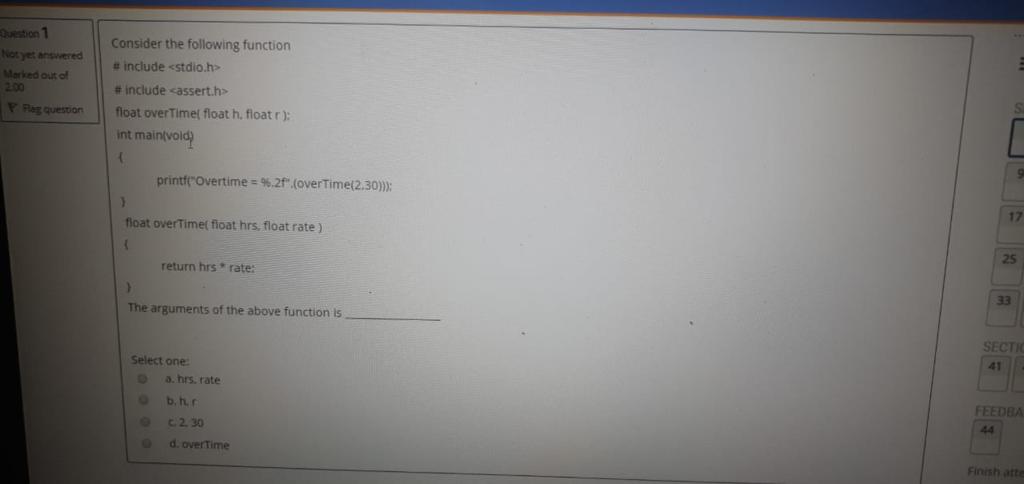 Question 1
Not yet answered
Marked out of
2.00
Flag question
Consider the following function
# include <stdio.h>
# include <assert.h>
float overTime( float h, float r );
int main(void)
{
printf("Overtime = %.2f",(overTime(2,30)));
}
float overTime( float hrs, float rate )
{
return hrs * rate;
}
The arguments of the above function is ____________
Select one:
a. hrs, rate
b. h, r
c. 2, 30
d. overTime
9
17
25
33
SECTIO
41
FEEDBA
44
Finish atte